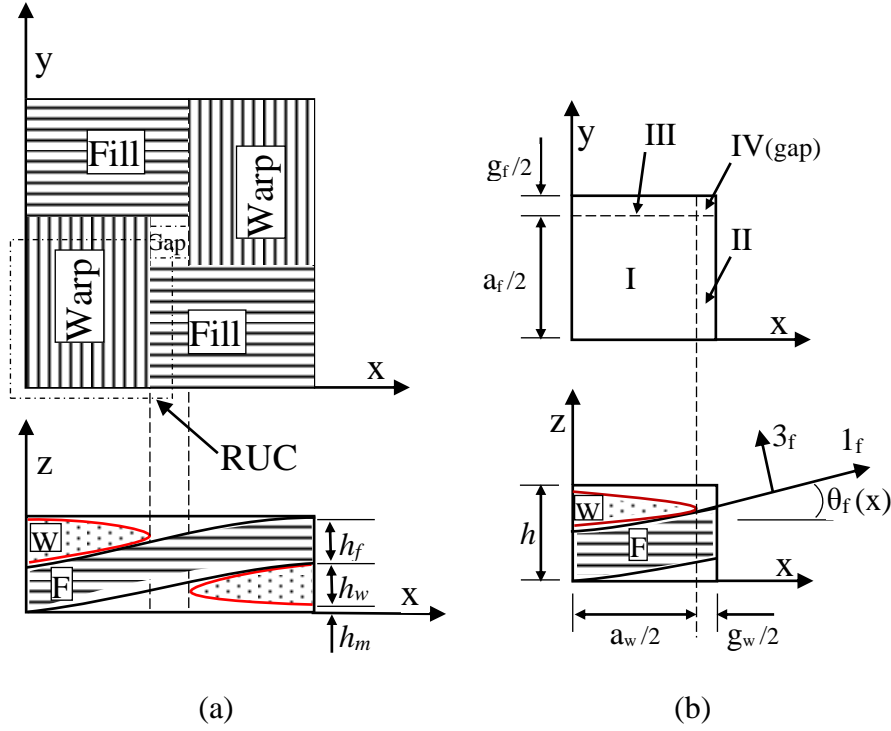 y
Fill
Warp
Gap
Warp
Fill
x
RUC
z
W
F
h_f
h_w
h_m
x
(a)
y
III
IV(gap)
g_f/2
a_f/2
I
II
x
z
3_f
1_f
θ_f(x)
W
h
F
x
a_w/2
g_w/2
(b)